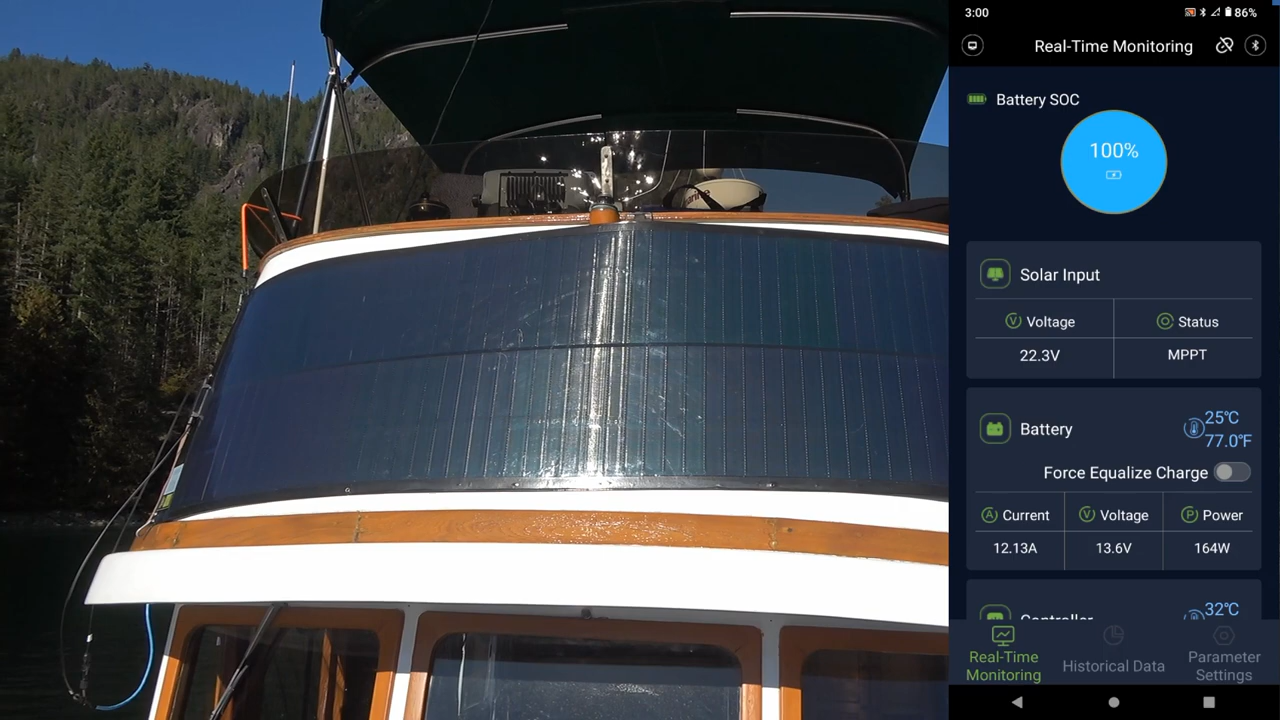 3:00
86%
Real-Time Monitoring
Battery SOC
100%
Solar Input
Voltage
Status
22.3V
MPPT
Battery
25℃
77.0℉
Force Equalize Charge
Current
Voltage
Power
12.13A
13.6V
164W
Controller
32℃
Real-Time
Monitoring
Historical Data
Parameter
Settings